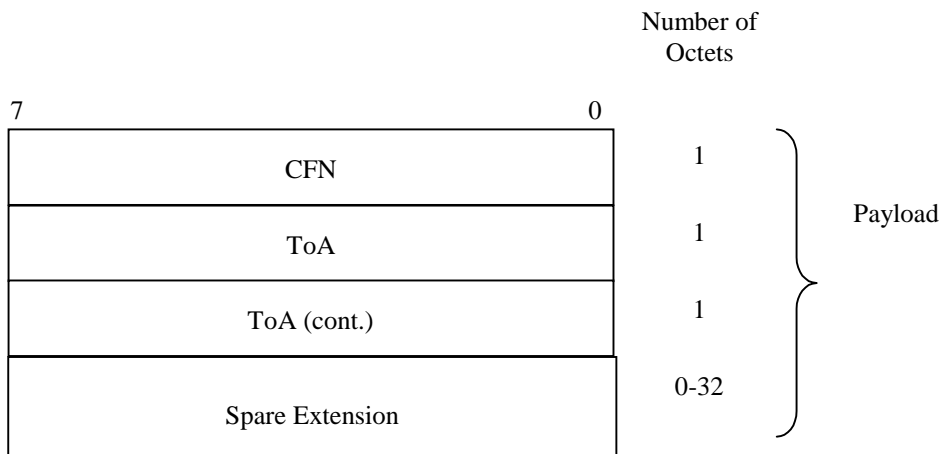 Number of
Octets
7 0
CFN 1
Payload
ToA 1
ToA (cont.) 1
Spare Extension 0-32